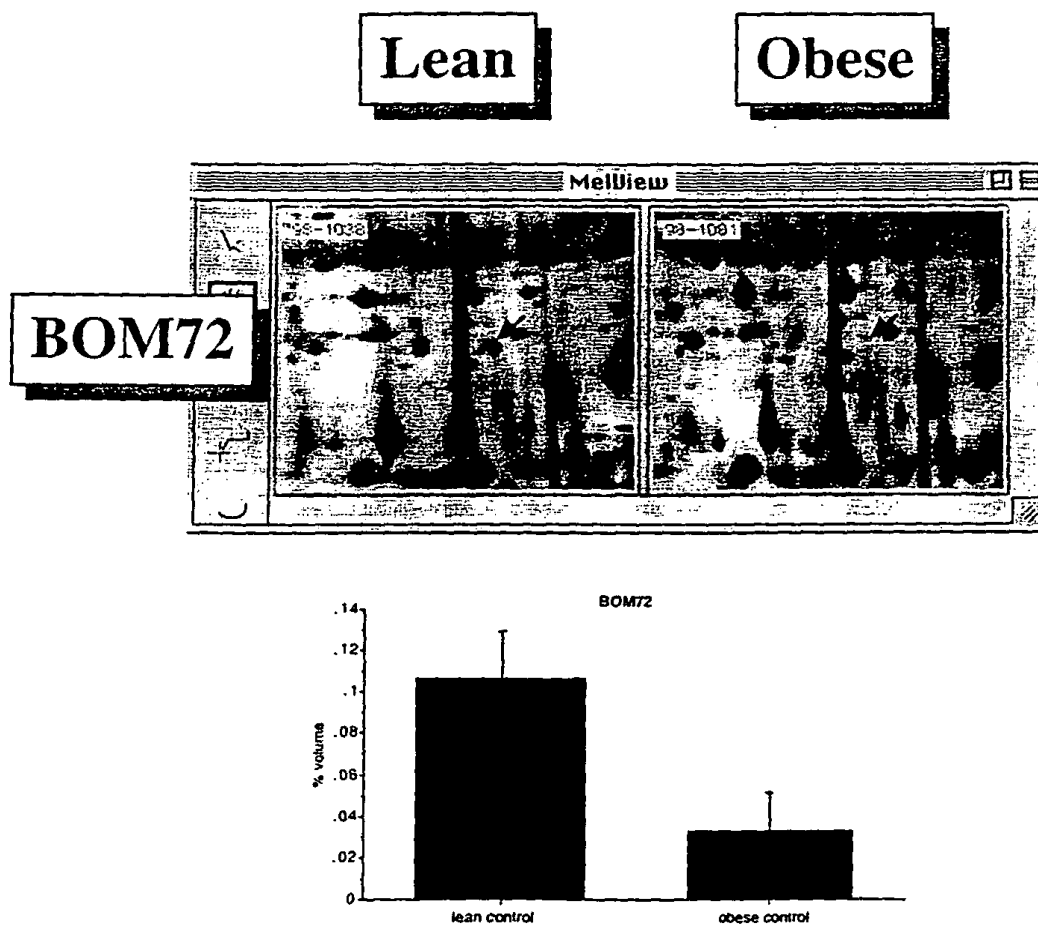 Lean
Obese
MelView
98-1038
98-1081
BOM72
BOM72
.14
.12
.1
.08
.06
.04
.02
0
% volume
lean control
obese control